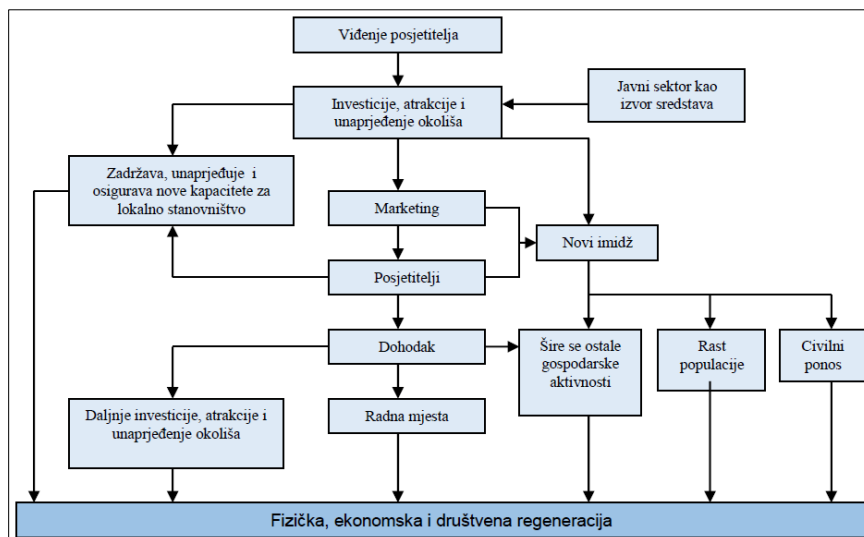 Viđenje posjetitelja
Investicije, atrakcije i
unaprjeđenje okoliša
Javni sektor kao
izvor sredstava
Zadržava, unaprjeđuje i
osigurava nove kapacitete za
lokalno stanovništvo
Marketing
Novi imidž
Posjetitelji
Dohodak
Šire se ostale
gospodarske
aktivnosti
Rast
populacije
Civilni
ponos
Daljnje investicije, atrakcije i
unaprjeđenje okoliša
Radna mjesta
Fizička, ekonomska i društvena regeneracija